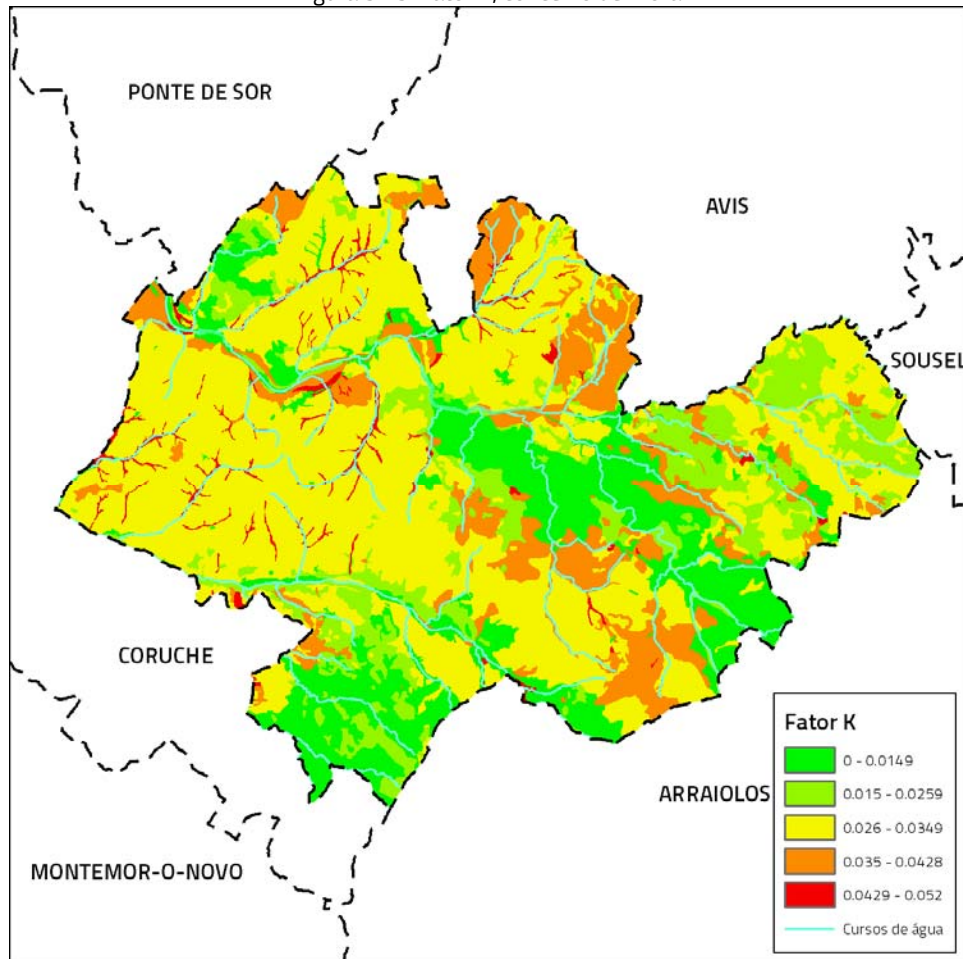 PONTE DE SOR
AVIS
SOUSEL
CORUCHE
ARRAIOLOS
MONTEMOR-O-NOVO
Fator K
0 - 0.0149
0.015 - 0.0259
0.026 - 0.0349
0.035 - 0.0428
0.0429 - 0.052
Cursos de água